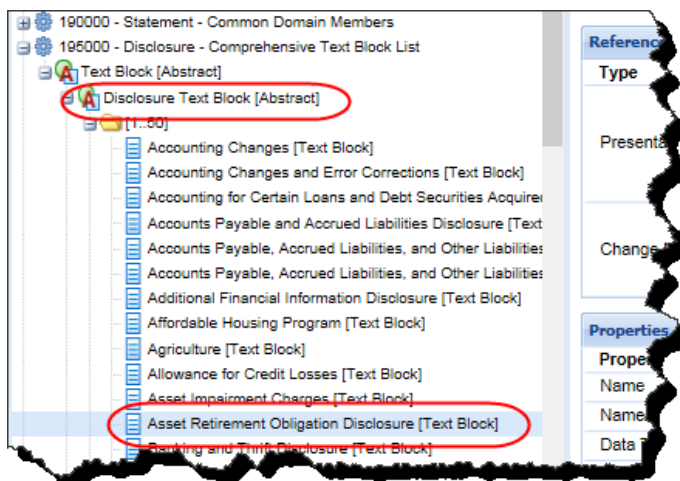 190000 - Statement - Common Domain Members
195000 - Disclosure - Comprehensive Text Block List
Text Block [Abstract]
Disclosure Text Block [Abstract]
[1..50]
Accounting Changes [Text Block]
Accounting Changes and Error Corrections [Text Block]
Accounting for Certain Loans and Debt Securities Acquired
Accounts Payable and Accrued Liabilities Disclosure [Text
Accounts Payable, Accrued Liabilities, and Other Liabilities
Accounts Payable, Accrued Liabilities, and Other Liabilities
Additional Financial Information Disclosure [Text Block]
Affordable Housing Program [Text Block]
Agriculture [Text Block]
Allowance for Credit Losses [Text Block]
Asset Impairment Charges [Text Block]
Asset Retirement Obligation Disclosure [Text Block]
Banking and Thrift Disclosure [Text Block]
Referenc
Type
Presenta
Change
Properties
Proper
Name
Name
Data T